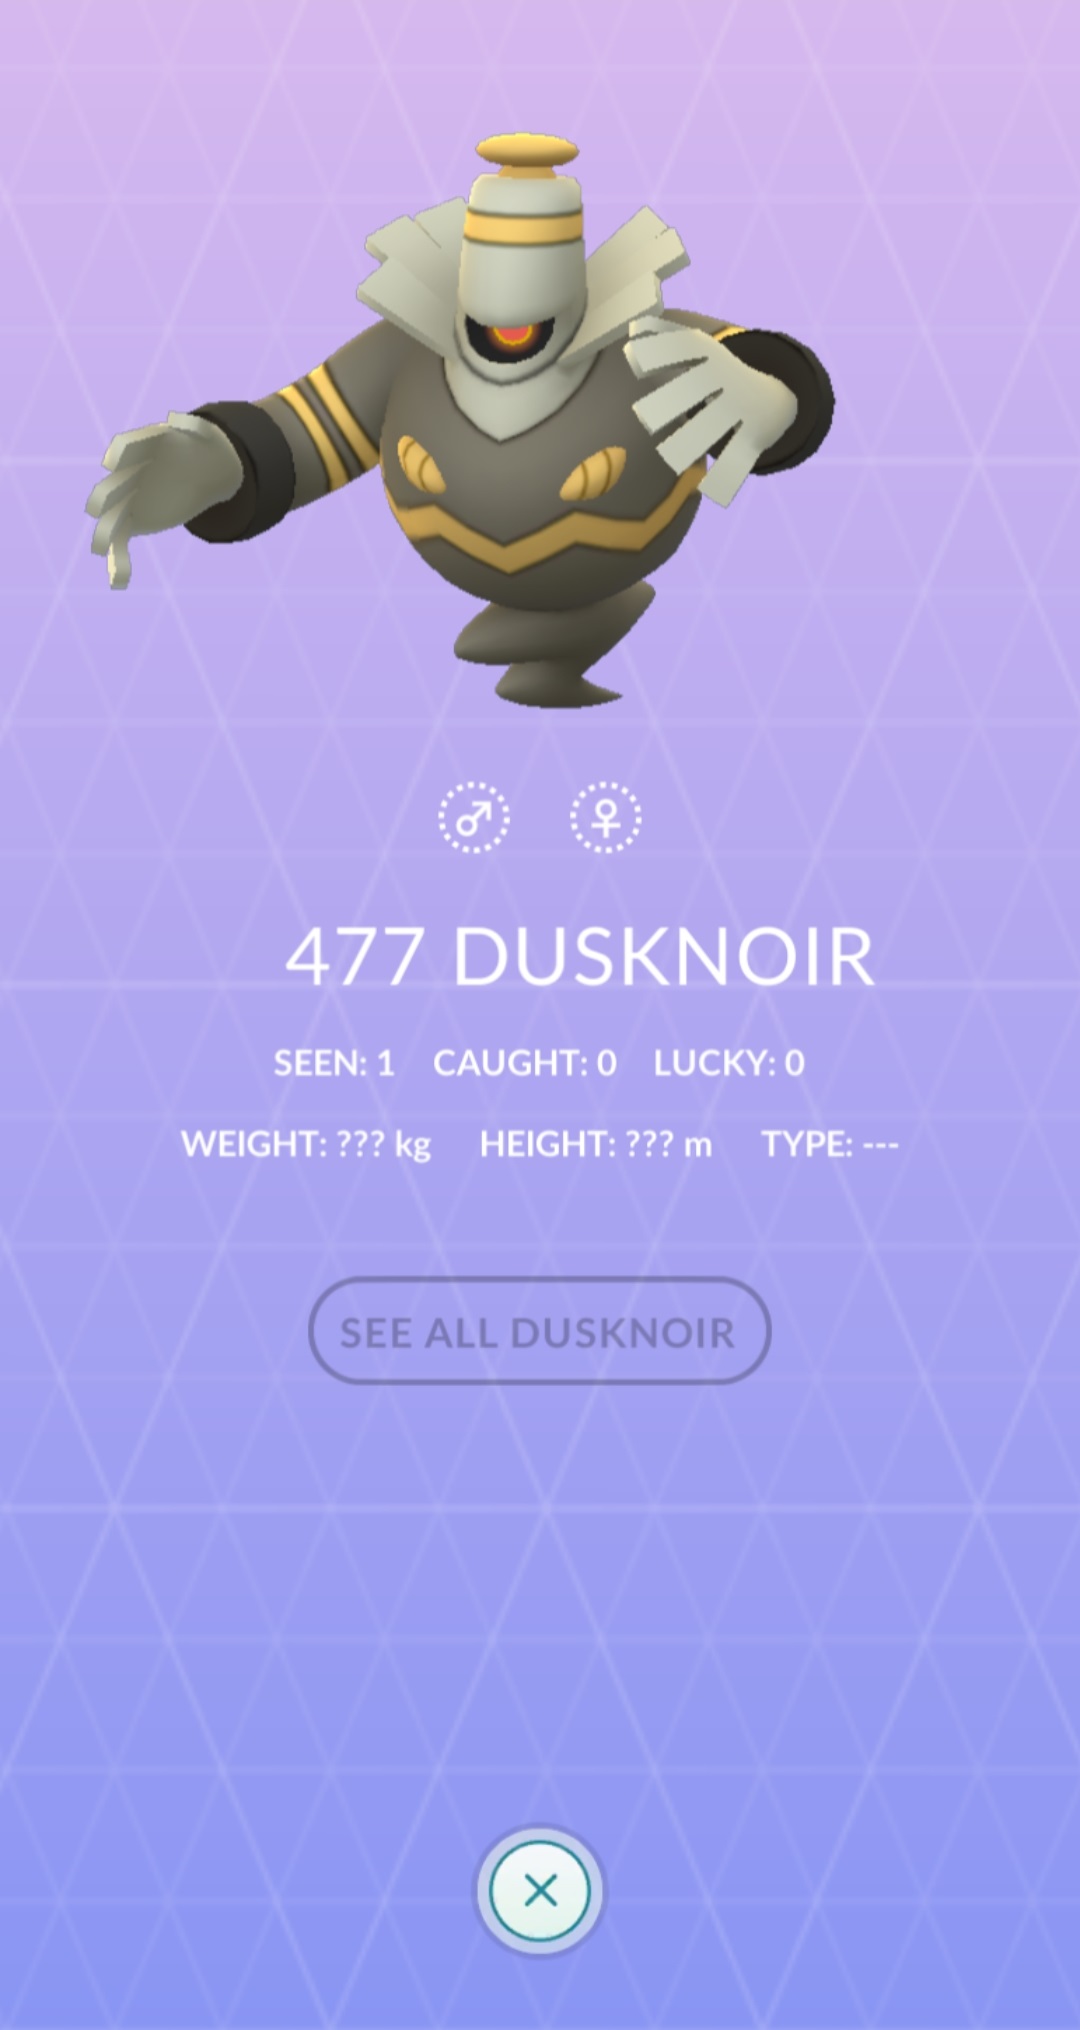 477 DUSKNOIR
SEEN: 1 CAUGHT: 0 LUCKY: 0
WEIGHT: ??? kg HEIGHT: ??? m TYPE: ---
SEE ALL DUSKNOIR